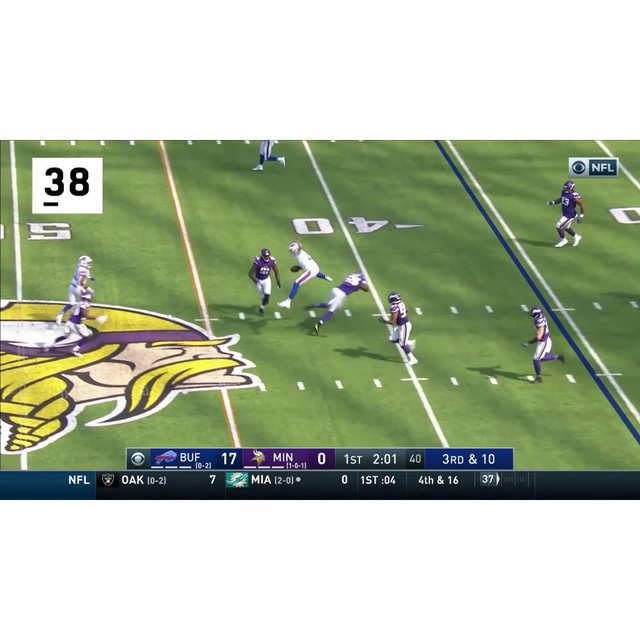 38
NFL
50
40
BUF (0-2) 17 MIN (1-0-1) 0 1ST 2:01 40 3RD & 10
NFL OAK (0-2) 7 MIA (2-0) 0 1ST :04 4th & 16 37